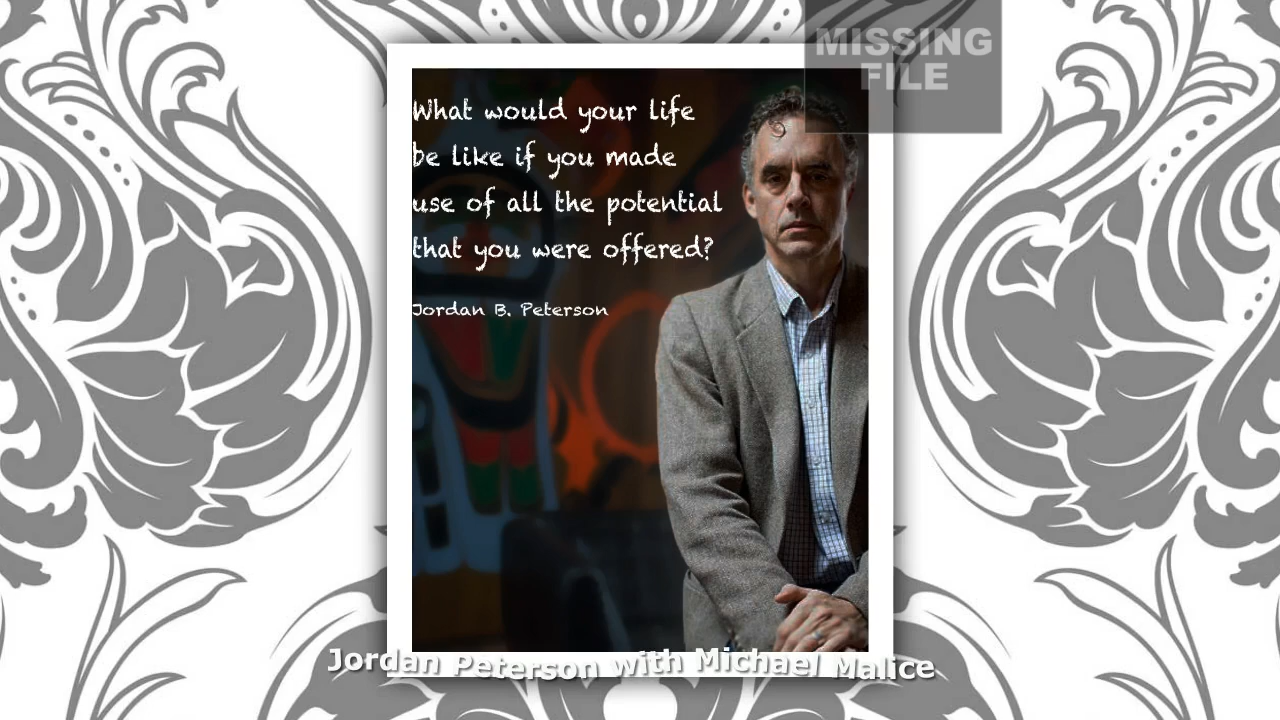 MISSING
FILE
What would your life
be like if you made
use of all the potential
that you were offered?
Jordan B. Peterson
Jordan Peterson with Michael Malice